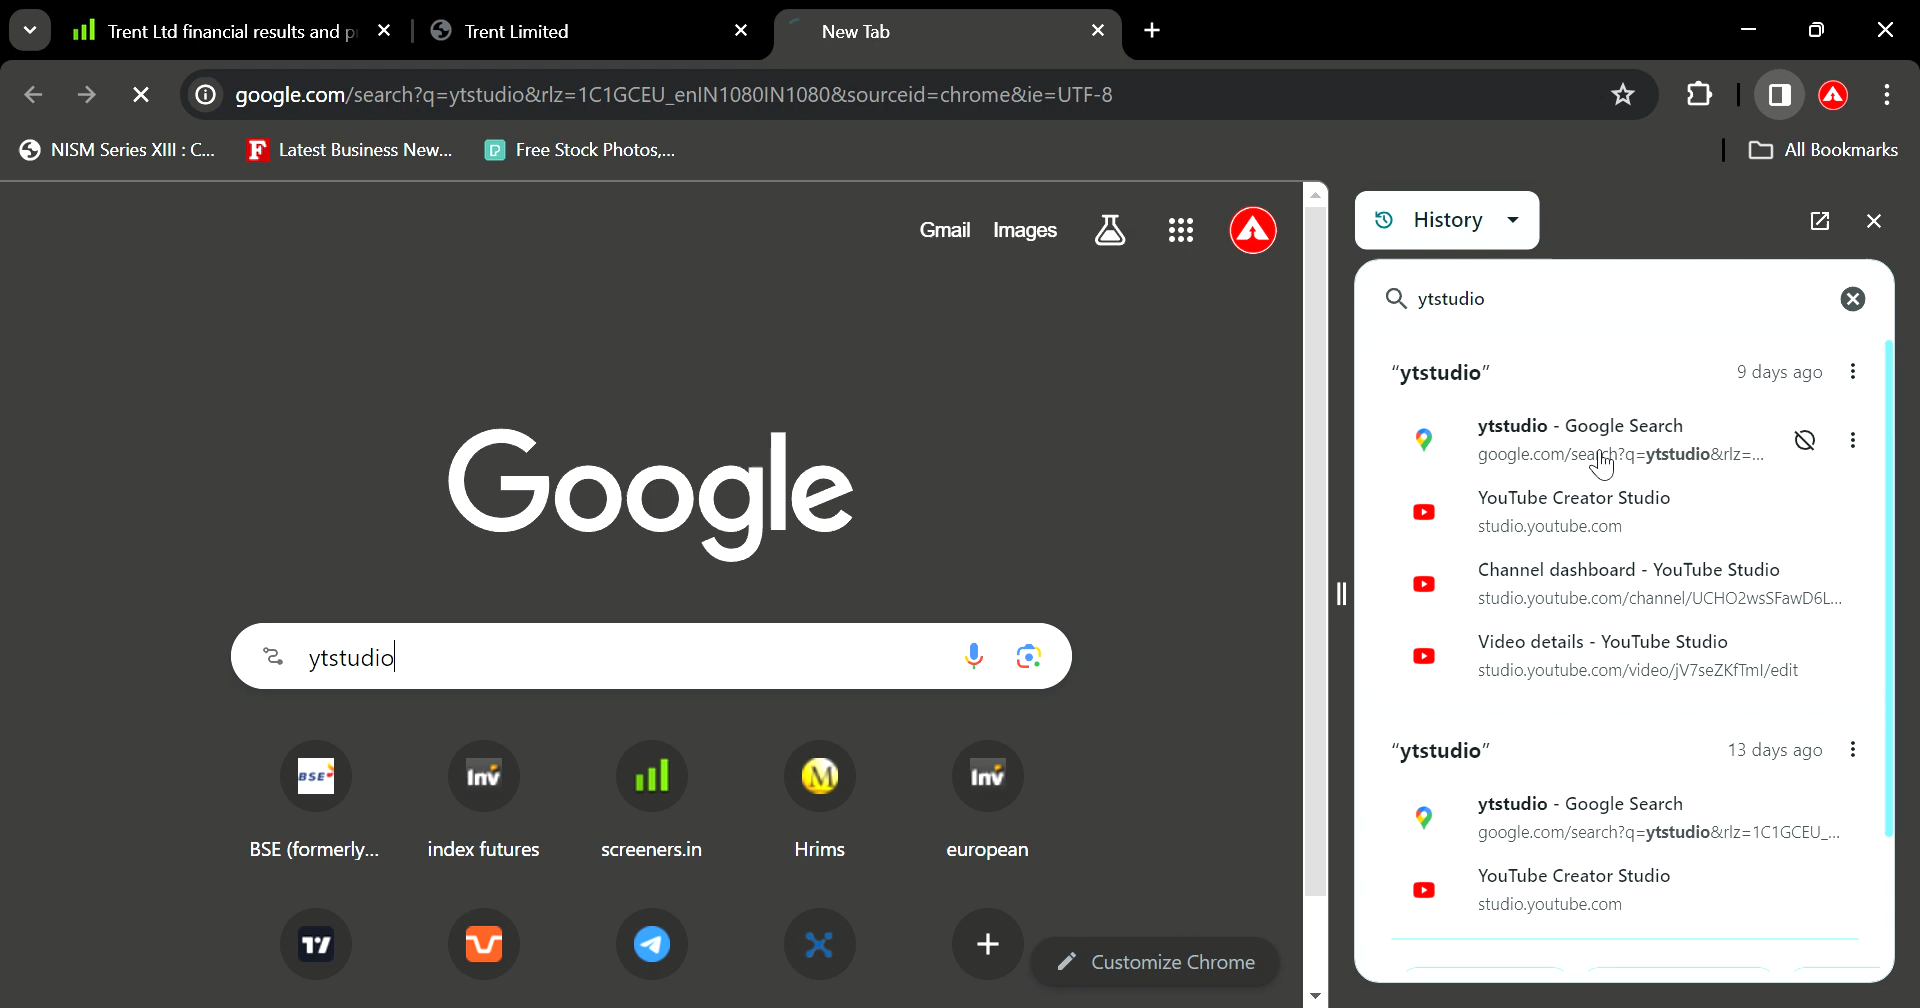 Trent Ltd financial results and p
Trent Limited
New Tab
google.com/search?q=ytstudio&rlz=1C1GCEU_enIN1080IN1080&sourceid=chrome&ie=UTF-8
NISM Series XIII : C...
Latest Business New...
Free Stock Photos,...
All Bookmarks
Gmail Images
Google
ytstudio
BSE
Inv
M
Inv
BSE (formerly...
index futures
screeners.in
Hrims
european
Customize Chrome
History
ytstudio
"ytstudio" 9 days ago
ytstudio - Google Search
google.com/search?q=ytstudio&rlz=...
YouTube Creator Studio
studio.youtube.com
Channel dashboard - YouTube Studio
studio.youtube.com/channel/UCHO2wsSFawD6L...
Video details - YouTube Studio
studio.youtube.com/video/jV7seZKfTmI/edit
"ytstudio" 13 days ago
ytstudio - Google Search
google.com/search?q=ytstudio&rlz=1C1GCEU_...
YouTube Creator Studio
studio.youtube.com